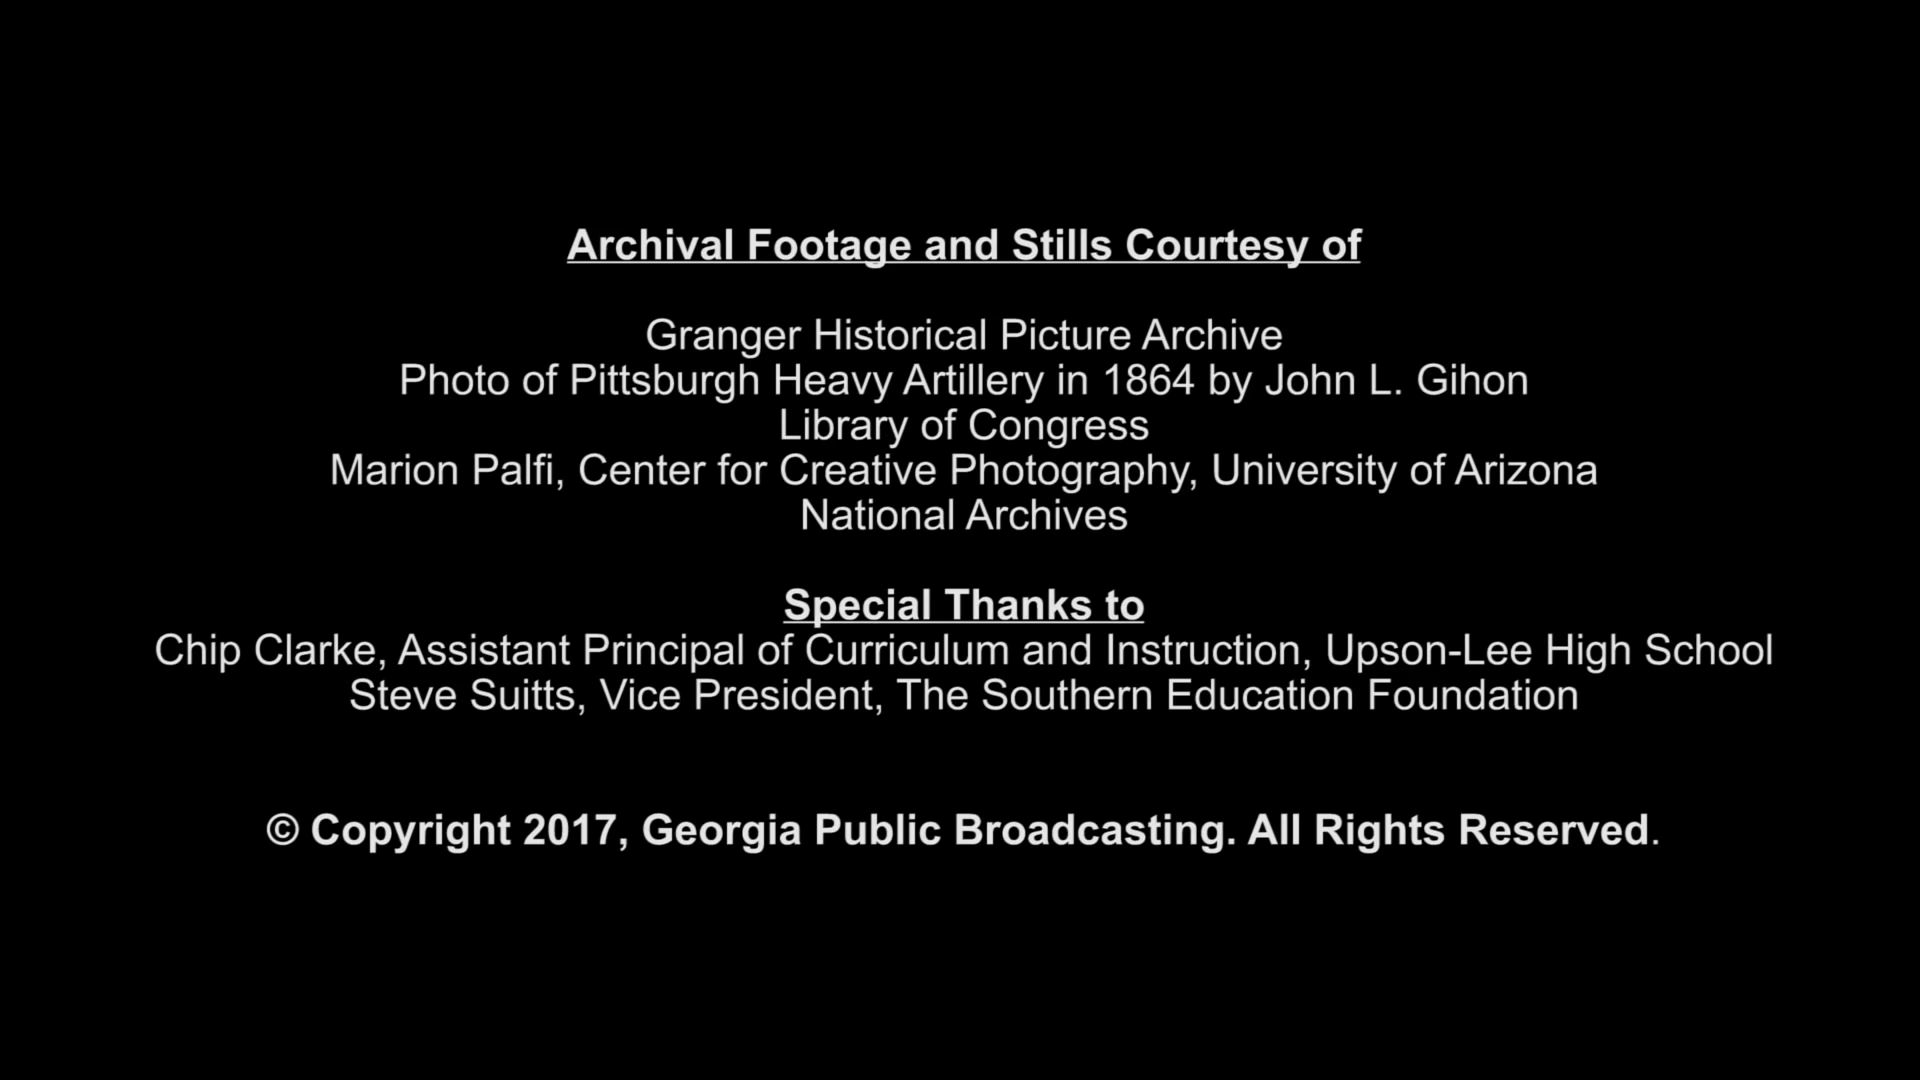 Archival Footage and Stills Courtesy of
Granger Historical Picture Archive
Photo of Pittsburgh Heavy Artillery in 1864 by John L. Gihon
Library of Congress
Marion Palfi, Center for Creative Photography, University of Arizona
National Archives
Special Thanks to
Chip Clarke, Assistant Principal of Curriculum and Instruction, Upson-Lee High School
Steve Suitts, Vice President, The Southern Education Foundation
© Copyright 2017, Georgia Public Broadcasting. All Rights Reserved.